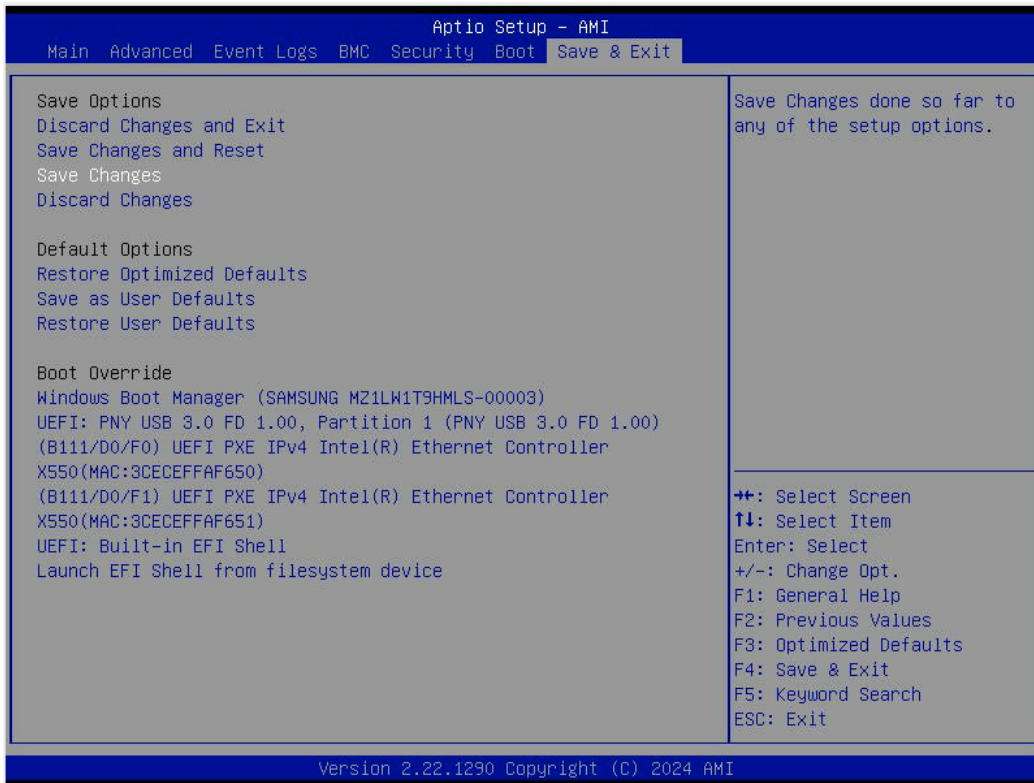 Aptio Setup – AMI
Main Advanced Event Logs BMC Security Boot Save & Exit
Save Options
Discard Changes and Exit
Save Changes and Reset
Save Changes
Discard Changes
Default Options
Restore Optimized Defaults
Save as User Defaults
Restore User Defaults
Boot Override
Windows Boot Manager (SAMSUNG MZ1LW1T9HMLS-00003)
UEFI: PNY USB 3.0 FD 1.00, Partition 1 (PNY USB 3.0 FD 1.00)
(B111/D0/F0) UEFI PXE IPv4 Intel(R) Ethernet Controller
X550(MAC:3CECEFFAF650)
(B111/D0/F1) UEFI PXE IPv4 Intel(R) Ethernet Controller
X550(MAC:3CECEFFAF651)
UEFI: Built-in EFI Shell
Launch EFI Shell from filesystem device
Save Changes done so far to
any of the setup options.
→←: Select Screen
↑↓: Select Item
Enter: Select
+/-: Change Opt.
F1: General Help
F2: Previous Values
F3: Optimized Defaults
F4: Save & Exit
F5: Keyword Search
ESC: Exit
Version 2.22.1290 Copyright (C) 2024 AMI